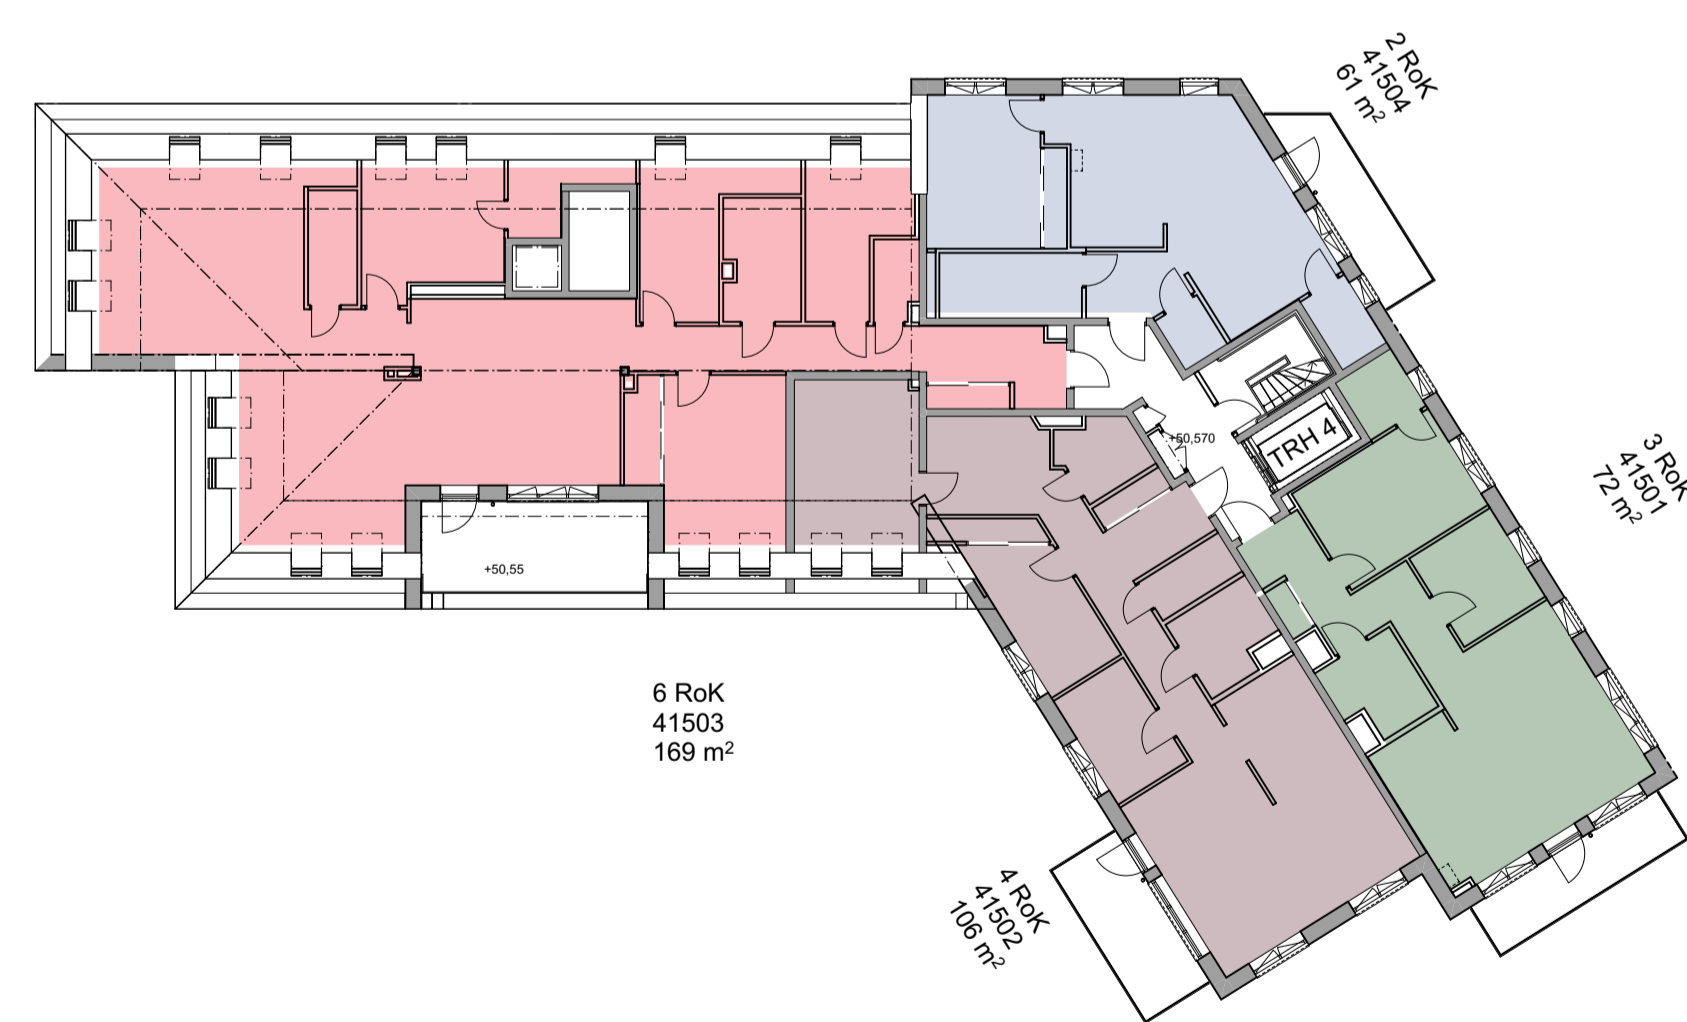 2 RoK
41504
61 m²
3 RoK
41501
72 m²
+50,570
TRH 4
+50,55
6 RoK
41503
169 m²
4 RoK
41502
106 m²